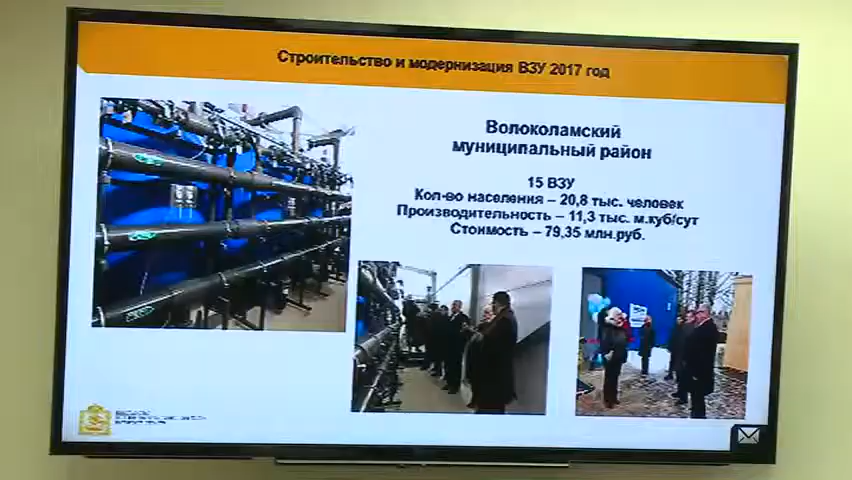 Строительство и модернизация ВЗУ 2017 год
Волоколамский
муниципальный район
15 ВЗУ
Кол-во населения – 20,8 тыс. человек
Производительность – 11,3 тыс. м.куб/сут
Стоимость – 79,35 млн.руб.